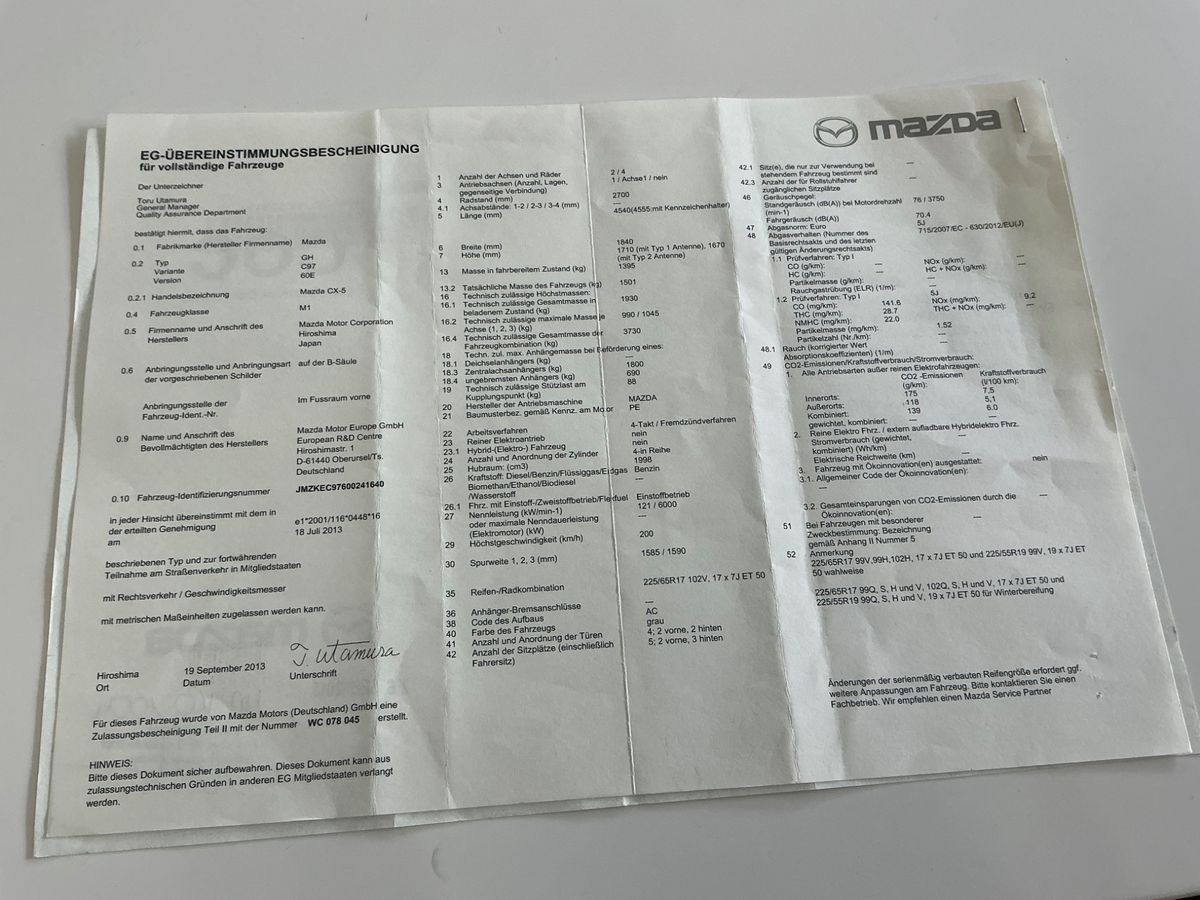 mazda
EG-ÜBEREINSTIMMUNGSBESCHEINIGUNG
für vollständige Fahrzeuge
Der Unterzeichner
Toru Utamura
General Manager
Quality Assurance Department
bestätigt hiermit, dass das Fahrzeug:
0.1 Fabrikmarke (Hersteller Firmenname) Mazda
0.2 Typ GH
Variante C97
Version 60E
0.2.1 Handelsbezeichnung Mazda CX-5
0.4 Fahrzeugklasse M1
0.5 Firmenname und Anschrift des Mazda Motor Corporation
Herstellers Hiroshima
Japan
0.6 Anbringungsstelle und Anbringungsart auf der B-Säule
der vorgeschriebenen Schilder
Anbringungsstelle der Im Fussraum vorne
Fahrzeug-Ident.-Nr.
0.9 Name und Anschrift des Mazda Motor Europe GmbH
Bevollmächtigten des Herstellers European R&D Centre
Hiroshimastr. 1
D-61440 Oberursel/Ts.
Deutschland
0.10 Fahrzeug-Identifizierungsnummer JMZKEC97600241640
in jeder Hinsicht übereinstimmt mit dem in
der erteilten Genehmigung e1*2001/116*0448*16
am 18 Juli 2013
beschriebenen Typ und zur fortwährenden
Teilnahme am Straßenverkehr in Mitgliedstaaten
mit Rechtverkehr / Geschwindigkeitsmesser
mit metrischen Maßeinheiten zugelassen werden kann.
T. Utamura
Hiroshima 19 September 2013 Unterschrift
Ort Datum
Für dieses Fahrzeug wurde von Mazda Motors (Deutschland) GmbH eine
Zulassungsbescheinigung Teil II mit der Nummer WC 078 045 erstellt.
HINWEIS:
Bitte dieses Dokument sicher aufbewahren. Dieses Dokument kann aus
zulassungstechnischen Gründen in anderen EG Mitgliedstaaten verlangt
werden.
1 Anzahl der Achsen und Räder 2 / 4
3 Antriebsachsen (Anzahl, Lagen, 1 / Achse1 / nein
gegenseitige Verbindung)
4 Radstand (mm) 2700
4.1 Achsabstände: 1-2 / 2-3 / 3-4 (mm) ---
5 Länge (mm) 4540(4555:mit Kennzeichenhalter)
6 Breite (mm) 1840
7 Höhe (mm) 1710 (mit Typ 1 Antenne), 1670
(mit Typ 2 Antenne)
13 Masse in fahrbereitem Zustand (kg) 1395
13.2 Tatsächliche Masse des Fahrzeugs (kg) 1501
16 Technisch zulässige Höchstmassen:
16.1 Technisch zulässige Gesamtmasse in 1930
beladenem Zustand (kg)
16.2 Technisch zulässige maximale Masse je 990 / 1045
Achse (1, 2, 3) (kg)
16.4 Technisch zulässige Gesamtmasse der 3730
Fahrzeugkombination (kg)
18 Techn. zul. max. Anhängemasse bei Beförderung eines:
18.1 Deichselanhängers (kg) ---
18.3 Zentralachsanhängers (kg) 1800
18.4 ungebremsten Anhängers (kg) 690
19 Technisch zulässige Stützlast am 88
Kupplungspunkt (kg)
20 Hersteller der Antriebsmaschine MAZDA
21 Baumusterbez. gemäß Kennz. am Motor PE
22 Arbeitsverfahren 4-Takt / Fremdzündverfahren
23 Reiner Elektroantrieb nein
23.1 Hybrid-(Elektro-) Fahrzeug nein
24 Anzahl und Anordnung der Zylinder 4-in Reihe
25 Hubraum: (cm3) 1998
26 Kraftstoff: Diesel/Benzin/Flüssiggas/Erdgas Benzin
Biomethan/Ethanol/Biodiesel
/Wasserstoff
26.1 Fhrz. mit Einstoff-/Zweistoffbetrieb/Flexfuel Einstoffbetrieb
27 Nennleistung (kW/min-1) 121 / 6000
oder maximale Nenndauerleistung ---
(Elektromotor) (kW)
29 Höchstgeschwindigkeit (km/h) 200
30 Spurweite 1, 2, 3 (mm) 1585 / 1590
35 Reifen-/Radkombination 225/65R17 102V, 17 x 7J ET 50
36 Anhänger-Bremsanschlüsse ---
38 Code des Aufbaus AC
40 Farbe des Fahrzeugs grau
41 Anzahl und Anordnung der Türen 4; 2 vorne, 2 hinten
42 Anzahl der Sitzplätze (einschließlich 5; 2 vorne, 3 hinten
Fahrersitz)
42.1 Sitz(e), die nur zur Verwendung bei ---
stehendem Fahrzeug bestimmt sind
42.3 Anzahl der für Rollstuhlfahrer ---
zugänglichen Sitzplätze
46 Geräuschpegel:
Standgeräusch (dB(A)) bei Motordrehzahl 76 / 3750
(min-1)
Fahrgeräusch (dB(A)) 70.4
47 Abgasnorm: Euro 5J
48 Abgasverhalten (Nummer des 715/2007/EC - 630/2012/EU(J)
Basisrechtsakts und des letzten
gültigen Änderungsrechtsakts).
1.1 Prüfverfahren: Typ I
CO (g/km): --- NOx (g/km): ---
HC (g/km): --- HC + NOx (g/km): ---
Partikelmasse (g/km): ---
Rauchgastrübung (ELR) (1/m): ---
1.2 Prüfverfahren: Typ I 5J
CO (mg/km): 141.6 NOx (mg/km): 9.2
THC (mg/km): 28.7 THC + NOx (mg/km): ---
NMHC (mg/km): 22.0
Partikelmasse (mg/km): 1.52
Partikelzahl (Nr./km): ---
48.1 Rauch (korrigierter Wert ---
Absorptionskoeffizienten) (1/m)
49 CO2-Emissionen/Kraftstoffverbrauch/Stromverbrauch:
1. Alle Antriebsarten außer reinen Elektrofahrzeugen:
CO2 -Emissionen Kraftstoffverbrauch
(g/km): (l/100 km):
Innerorts: 175 7,5
Außerorts: 118 5,1
Kombiniert: 139 6.0
gewichtet, kombiniert: ---
2. Reine Elektro Fhrz. / extern aufladbare Hybridelektro Fhrz.
Stromverbrauch (gewichtet, ---
kombiniert) (Wh/km)
Elektrische Reichweite (km) ---
3. Fahrzeug mit Ökoinnovation(en) ausgestattet: nein
3.1. Allgemeiner Code der Ökoinnovation(en):
---
3.2. Gesamteinsparungen von CO2-Emissionen durch die ---
Ökoinnovation(en):
51 Bei Fahrzeugen mit besonderer ---
Zweckbestimmung: Bezeichnung
gemäß Anhang II Nummer 5
52 Anmerkung
225/65R17 99V,99H,102H, 17 x 7J ET 50 und 225/55R19 99V, 19 x 7J ET
50 wahlweise
225/65R17 99Q, S, H und V, 102Q, S, H und V, 17 x 7J ET 50 und
225/55R19 99Q, S, H und V, 19 x 7J ET 50 für Winterbereifung
Änderungen der serienmäßig verbauten Reifengröße erfordert ggf.
weitere Anpassungen am Fahrzeug. Bitte kontaktieren Sie einen
Fachbetrieb. Wir empfehlen einen Mazda Service Partner